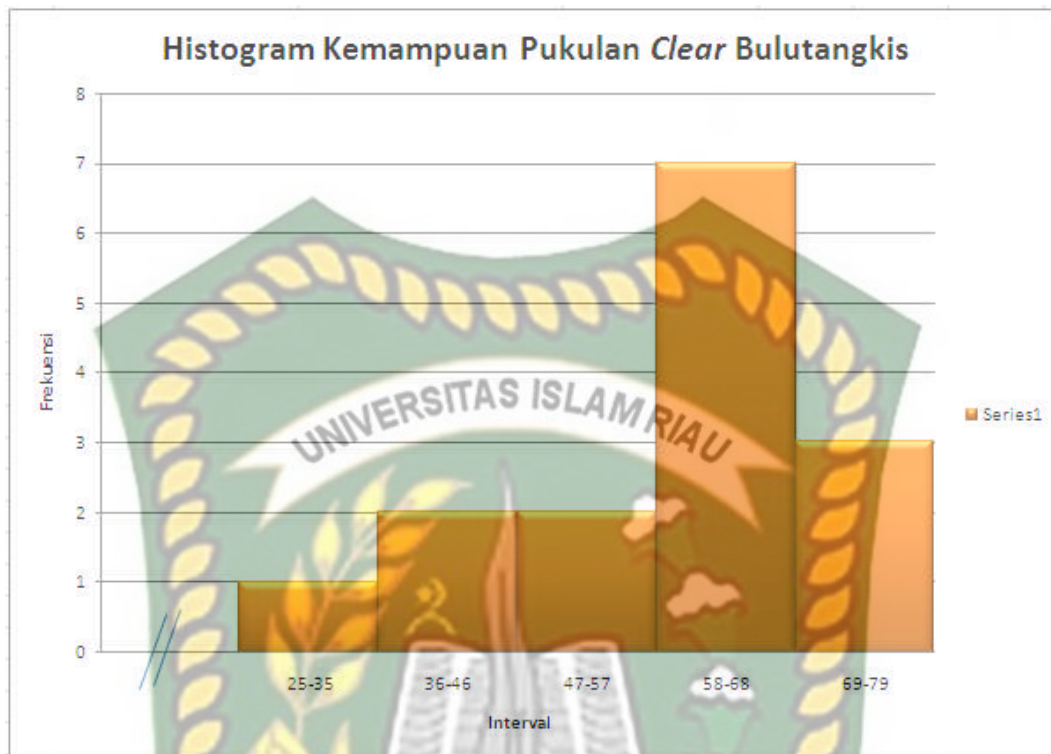 Histogram Kemampuan Pukulan Clear Bulutangkis
8
7
6
5
4
3
2
1
0
Frekuensi
UNIVERSITAS ISLAM RIAU
Series1
25-35 36-46 47-57 58-68 69-79
Interval